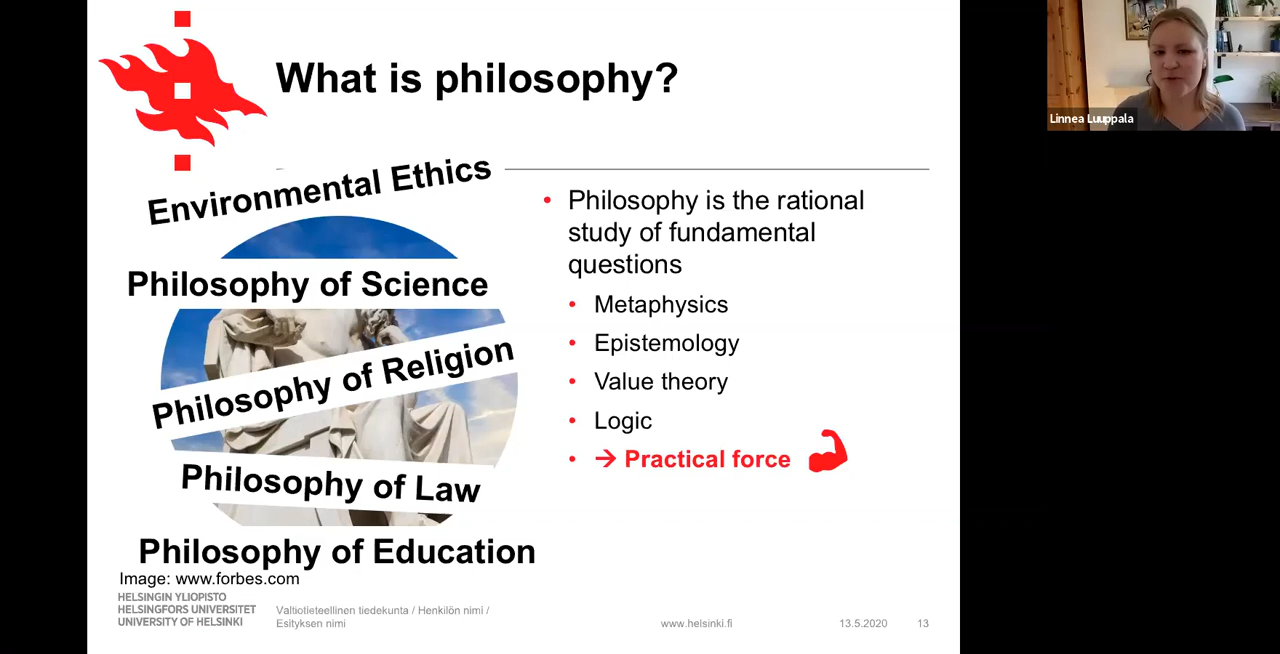 What is philosophy?
Linnea Luuppala
Environmental Ethics
Philosophy of Science
Philosophy of Religion
Philosophy of Law
Philosophy of Education
Image: www.forbes.com
• Philosophy is the rational
study of fundamental
questions
• Metaphysics
• Epistemology
• Value theory
• Logic
• → Practical force
HELSINGIN YLIOPISTO
HELSINGFORS UNIVERSITET
UNIVERSITY OF HELSINKI
Valtiotieteellinen tiedekunta / Henkilön nimi /
Esityksen nimi
www.helsinki.fi
13.5.2020
13